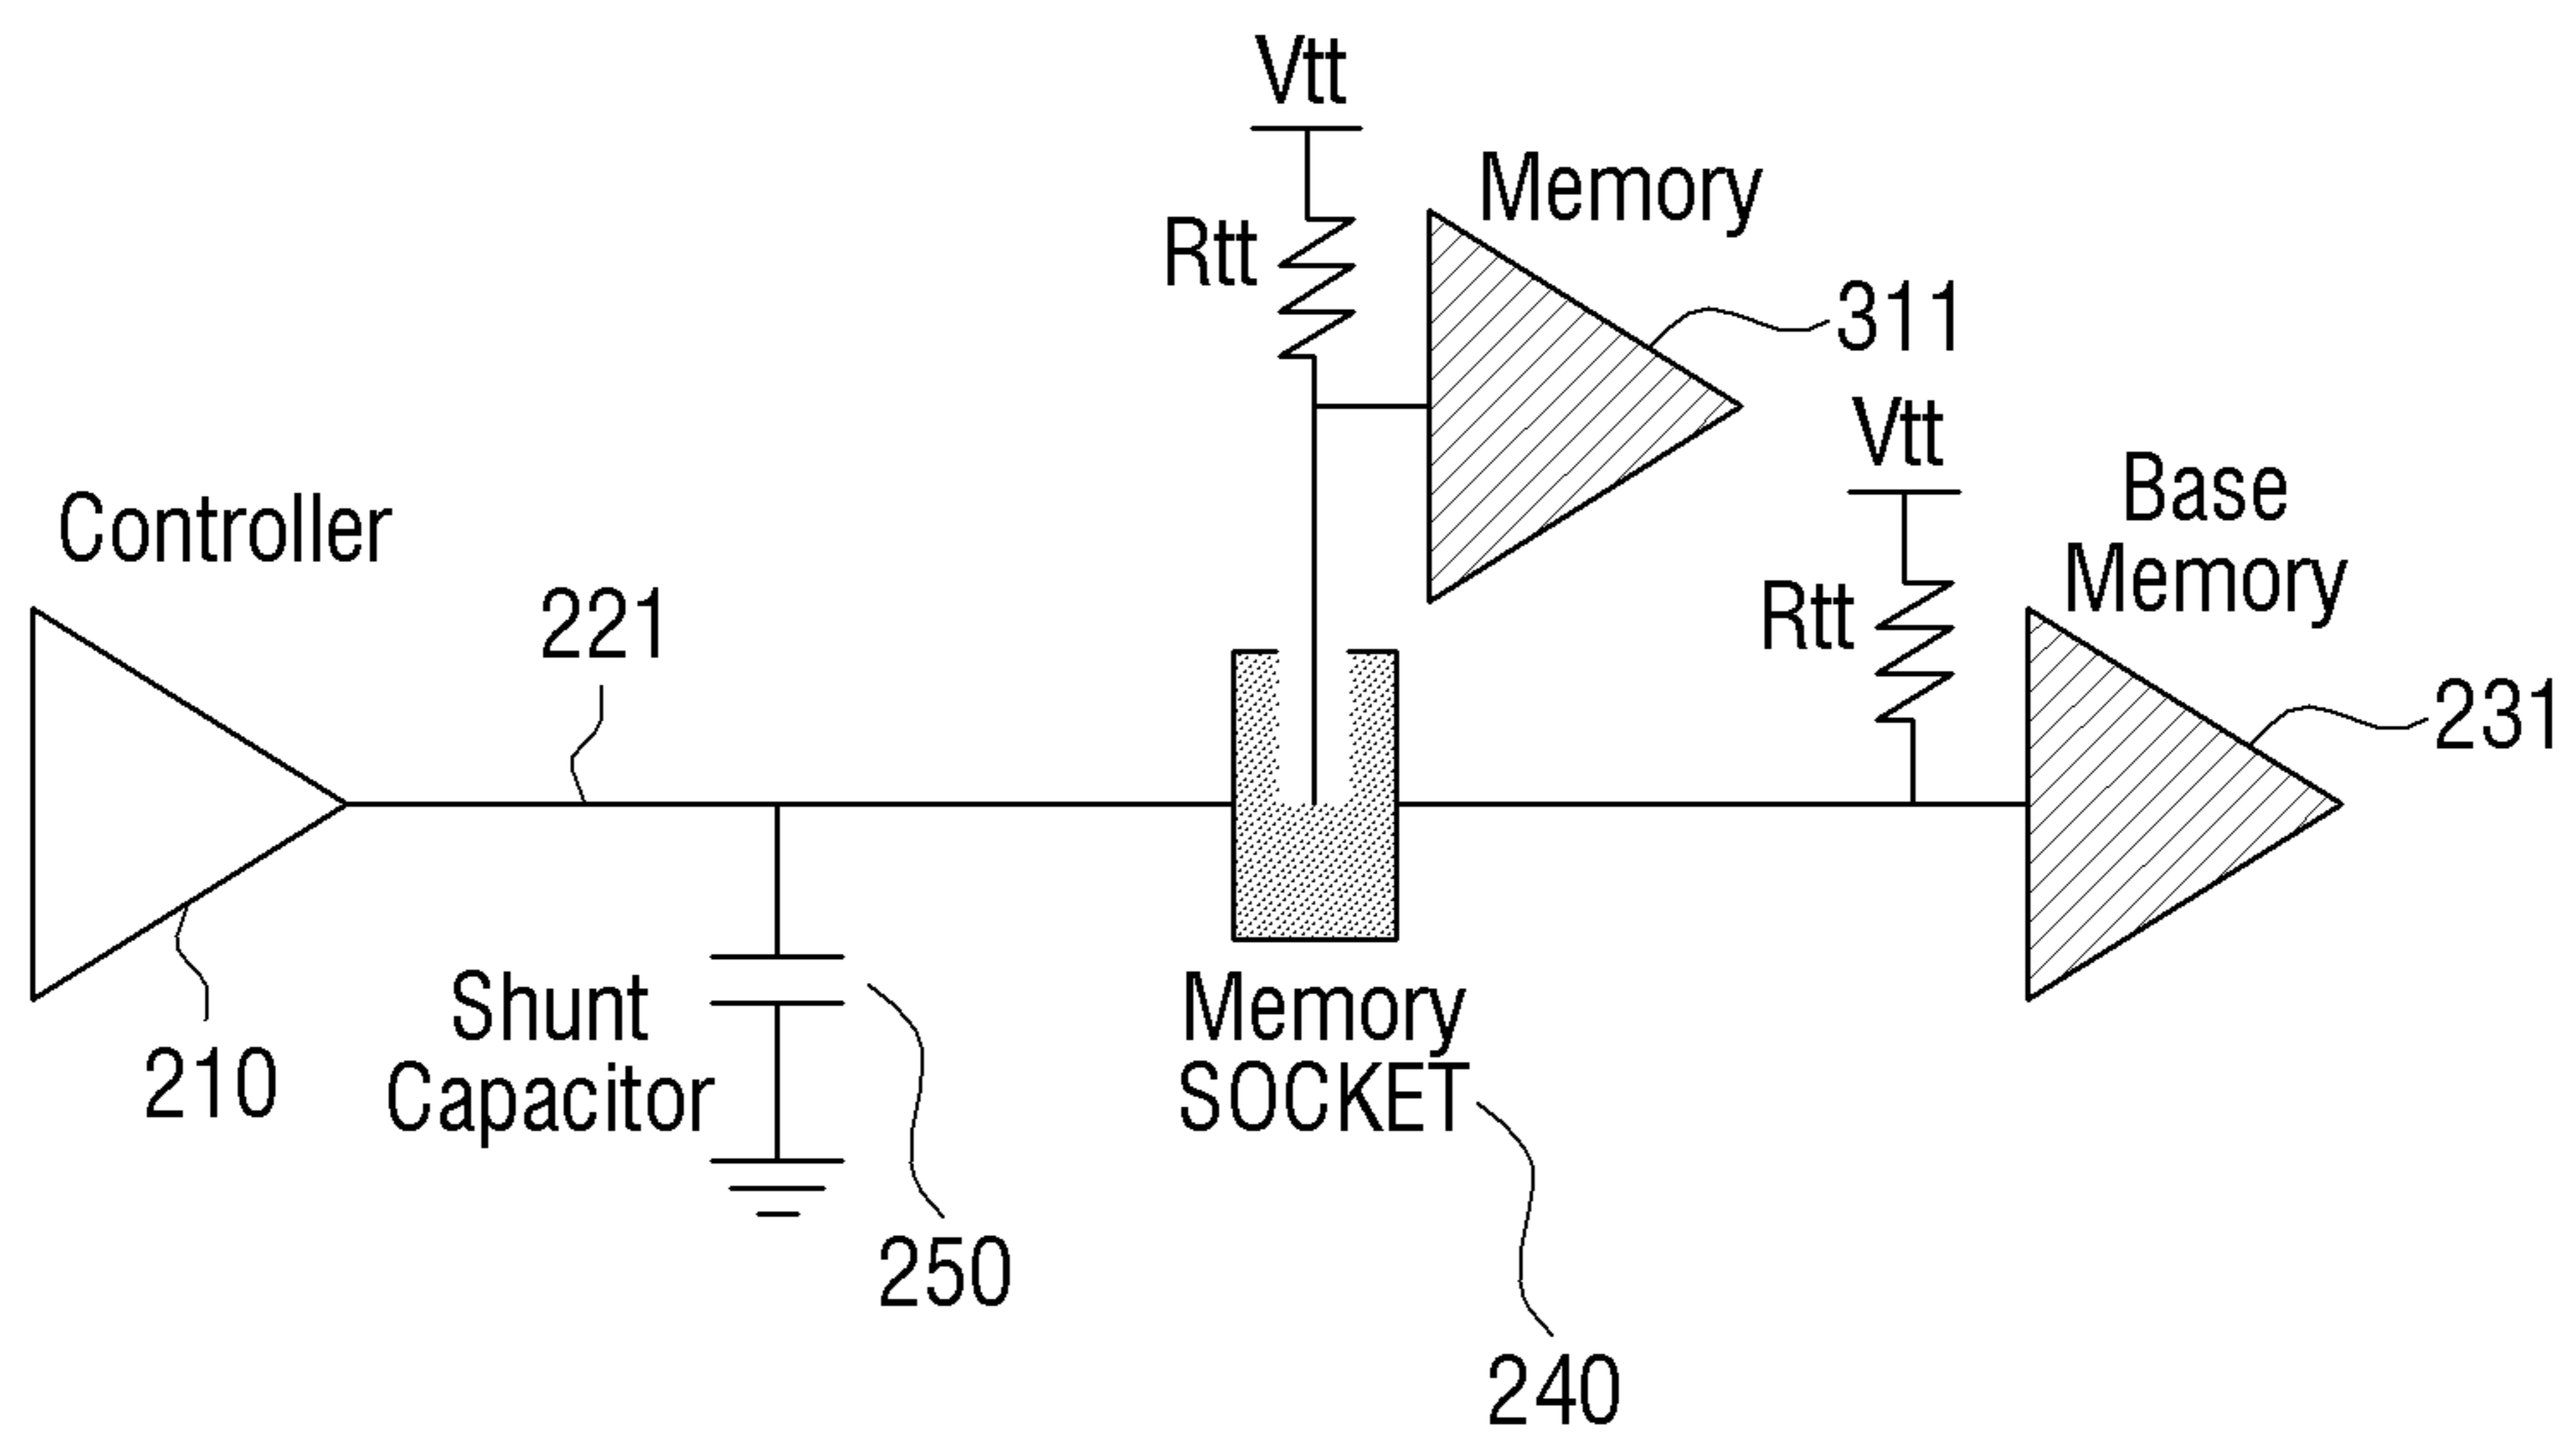 Vtt
Memory
Rtt
311
Vtt
Base
Memory
Controller
221
Rtt
231
Shunt
Capacitor
Memory
SOCKET
210
250
240